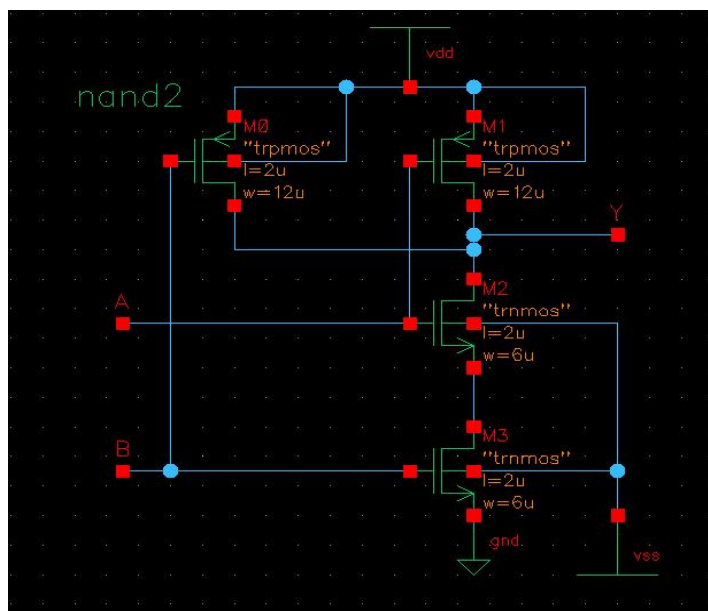 vdd
nand2
M0
"trpmos"
l=2u
w=12u
M1
"trpmos"
l=2u
w=12u
Y
A
M2
"trnmos"
l=2u
w=6u
B
M3
"trnmos"
l=2u
w=6u
gnd
vss